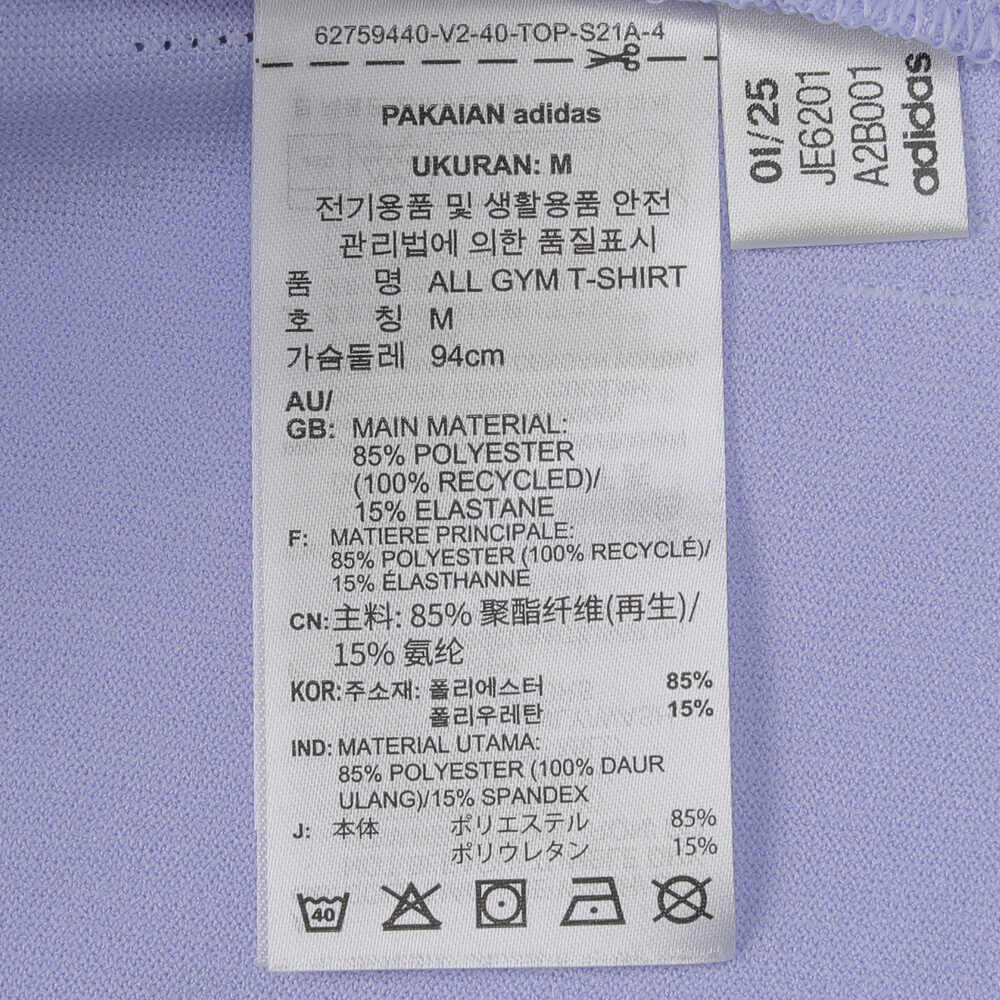 62759440-V2-40-TOP-S21A-4
PAKAIAN adidas
UKURAN: M
전기용품 및 생활용품 안전
관리법에 의한 품질표시
품 명 ALL GYM T-SHIRT
호 칭 M
가슴둘레 94cm
AU/
GB: MAIN MATERIAL:
85% POLYESTER
(100% RECYCLED)/
15% ELASTANE
F: MATIERE PRINCIPALE:
85% POLYESTER (100% RECYCLÉ)/
15% ÉLASTHANNE
CN: 主料: 85% 聚酯纤维(再生)/
15% 氨纶
KOR: 주소재: 폴리에스터 85%
폴리우레탄 15%
IND: MATERIAL UTAMA:
85% POLYESTER (100% DAUR
ULANG)/15% SPANDEX
J: 本体 ポリエステル 85%
ポリウレタン 15%
40
01/25
JE6201
A2B001
adidas